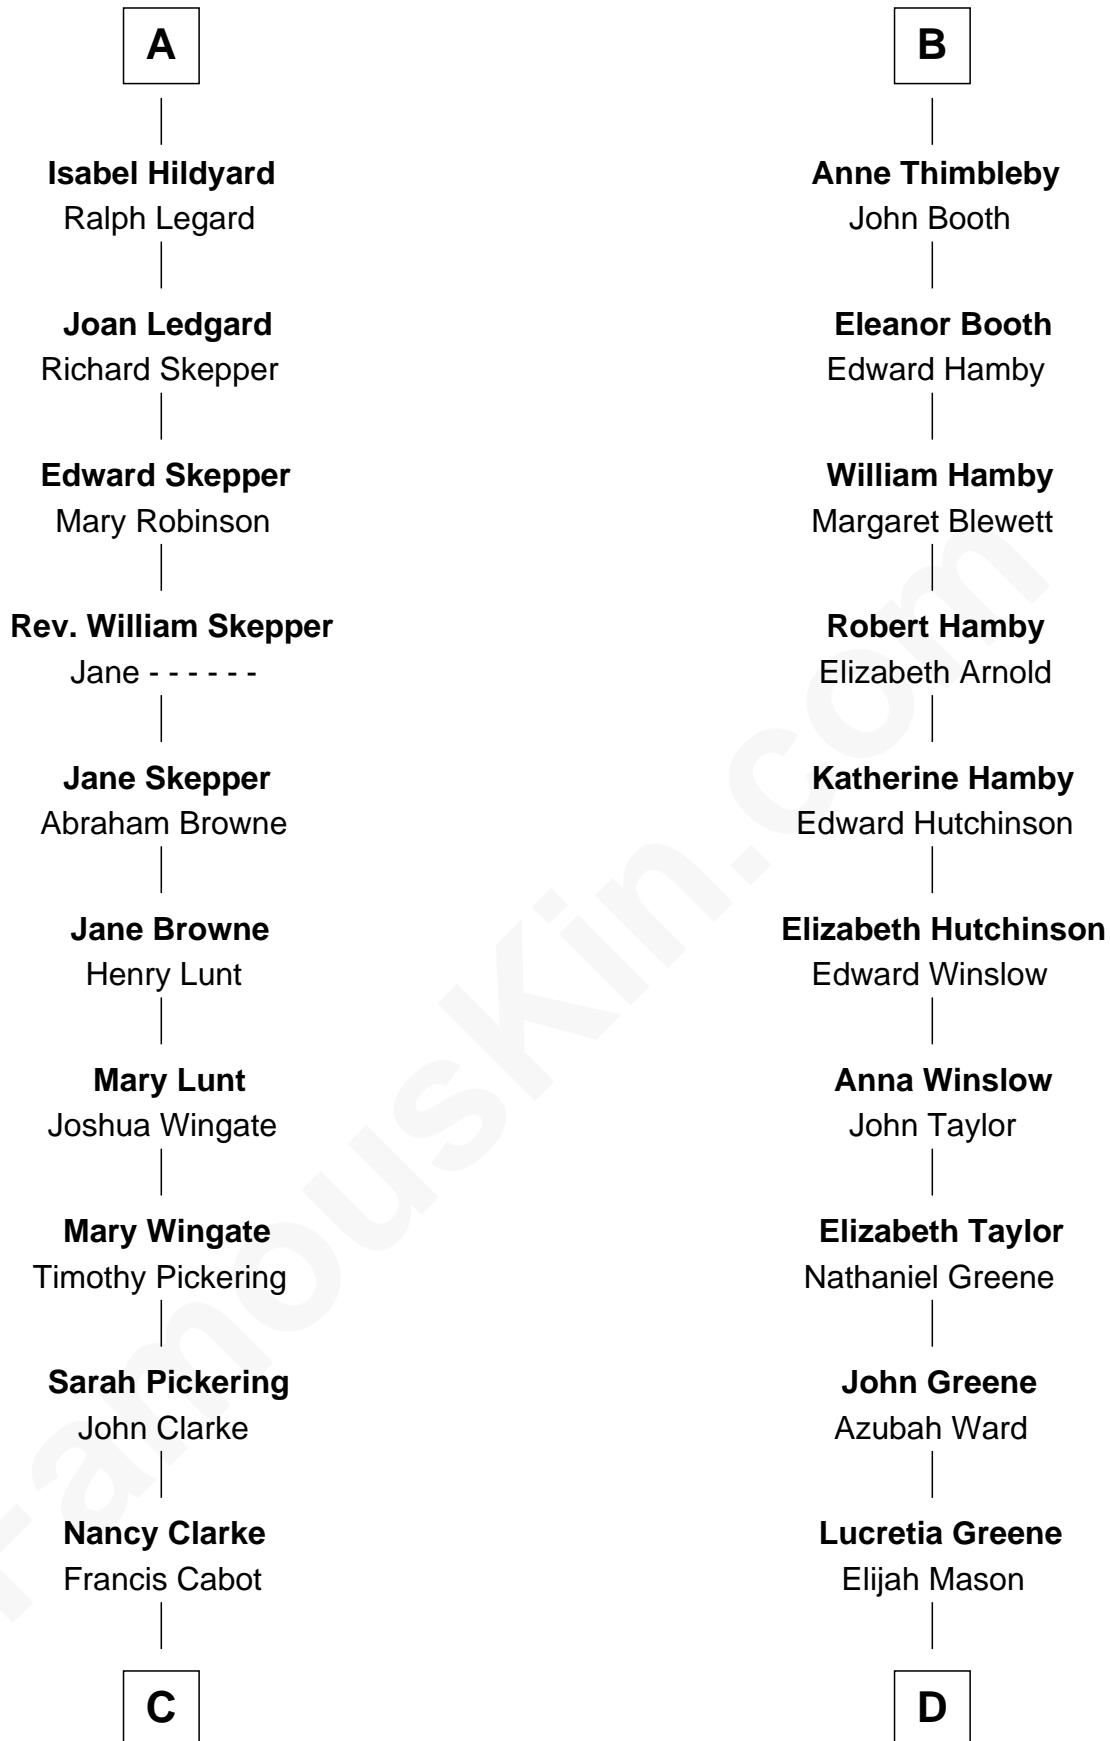 A
Isabel Hildyard
Ralph Legard
Joan Ledgard
Richard Skepper
Edward Skepper
Mary Robinson
Rev. William Skepper
Jane - - - - - -
Jane Skepper
Abraham Browne
Jane Browne
Henry Lunt
Mary Lunt
Joshua Wingate
Mary Wingate
Timothy Pickering
Sarah Pickering
John Clarke
Nancy Clarke
Francis Cabot
C
B
Anne Thimbleby
John Booth
Eleanor Booth
Edward Hamby
William Hamby
Margaret Blewett
Robert Hamby
Elizabeth Arnold
Katherine Hamby
Edward Hutchinson
Elizabeth Hutchinson
Edward Winslow
Anna Winslow
John Taylor
Elizabeth Taylor
Nathaniel Greene
John Greene
Azubah Ward
Lucretia Greene
Elijah Mason
D
FamousKin.com